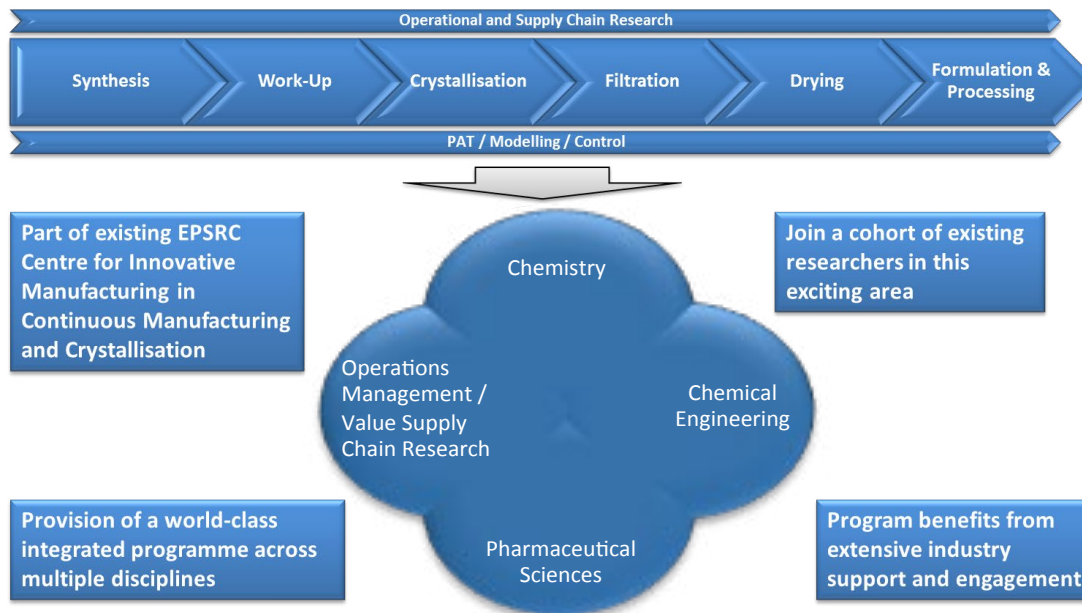 Operational and Supply Chain Research
Synthesis
Work-Up
Crystallisation
Filtration
Drying
Formulation &
Processing
PAT / Modelling / Control
Part of existing EPSRC
Centre for Innovative
Manufacturing in
Continuous Manufacturing
and Crystallisation
Join a cohort of existing
researchers in this
exciting area
Chemistry
Operations
Management /
Value Supply
Chain Research
Chemical
Engineering
Pharmaceutical
Sciences
Provision of a world-class
integrated programme across
multiple disciplines
Program benefits from
extensive industry
support and engagement